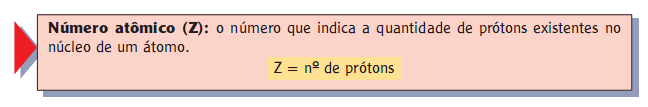 Número atômico (Z): o número que indica a quantidade de prótons existentes no
núcleo de um átomo.
Z = nº de prótons